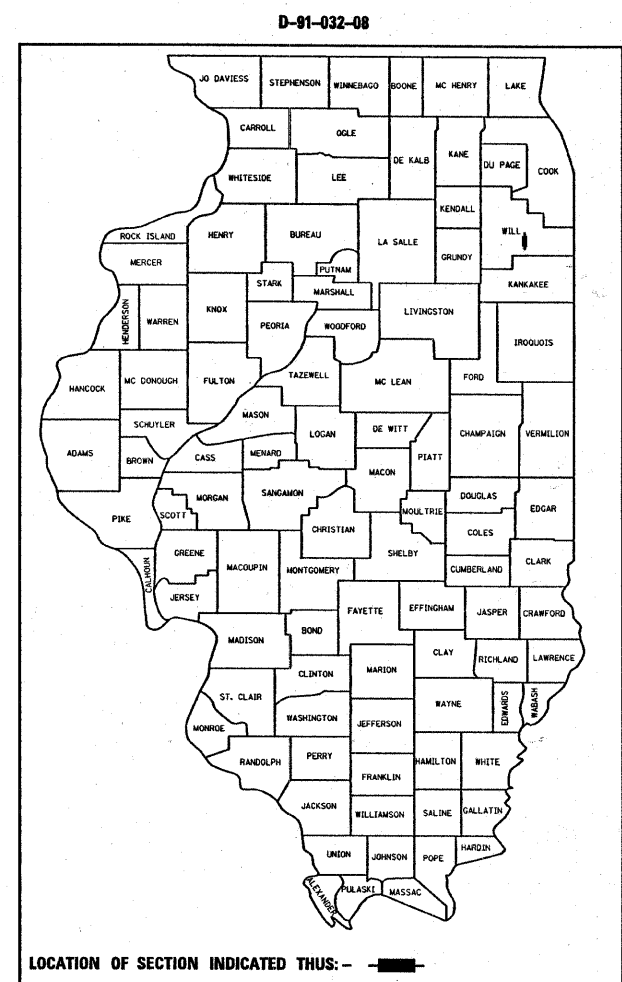 D-91-032-08
JO DAVIESS
STEPHENSON
WINNEBAGO
BOONE
MC HENRY
LAKE
CARROLL
OGLE
DE KALB
KANE
DU PAGE
COOK
WHITESIDE
LEE
KENDALL
WILL
ROCK ISLAND
HENRY
BUREAU
LA SALLE
GRUNDY
MERCER
PUTNAM
KANKAKEE
STARK
MARSHALL
HENDERSON
WARREN
KNOX
PEORIA
WOODFORD
LIVINGSTON
IROQUOIS
HANCOCK
MC DONOUGH
FULTON
TAZEWELL
MC LEAN
FORD
MASON
SCHUYLER
LOGAN
DE WITT
CHAMPAIGN
VERMILION
ADAMS
BROWN
CASS
MENARD
PIATT
MACON
MORGAN
SANGAMON
DOUGLAS
PIKE
SCOTT
CHRISTIAN
MOULTRIE
EDGAR
COLES
GREENE
MACOUPIN
MONTGOMERY
SHELBY
CUMBERLAND
CLARK
CALHOUN
JERSEY
FAYETTE
EFFINGHAM
JASPER
CRAWFORD
MADISON
BOND
CLAY
RICHLAND
LAWRENCE
CLINTON
MARION
ST. CLAIR
WAYNE
EDWARDS
WABASH
WASHINGTON
JEFFERSON
MONROE
RANDOLPH
PERRY
HAMILTON
WHITE
FRANKLIN
JACKSON
WILLIAMSON
SALINE
GALLATIN
UNION
JOHNSON
POPE
HARDIN
ALEXANDER
PULASKI
MASSAC
LOCATION OF SECTION INDICATED THUS: -